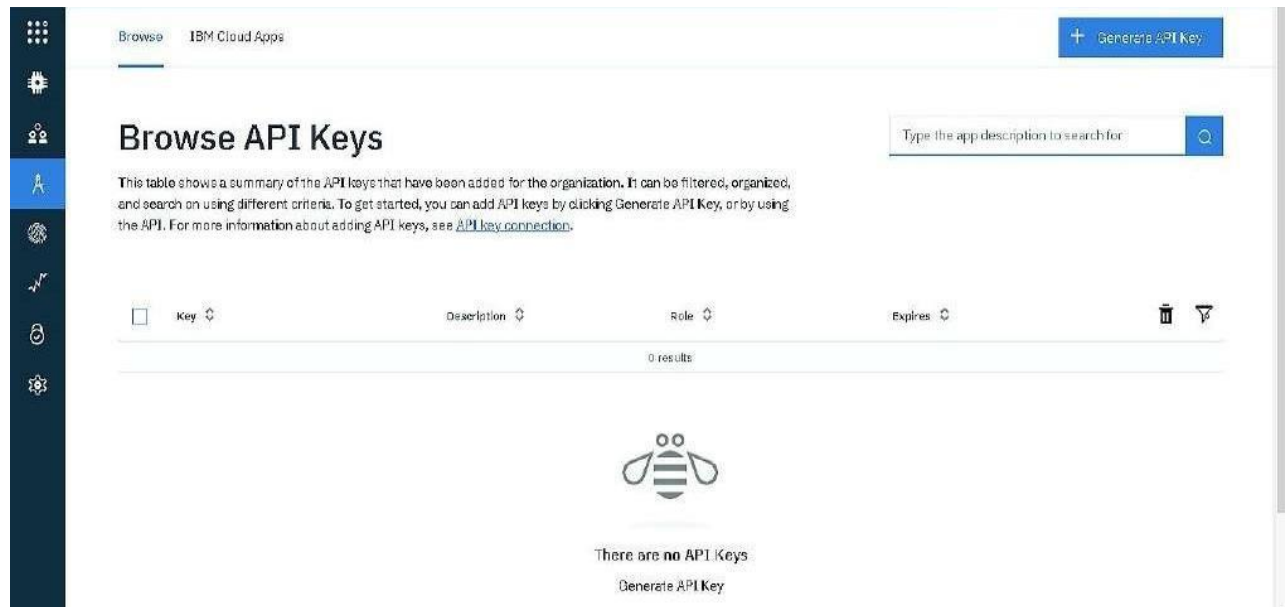 Browse IBM Cloud Apps
+ Generate API Key
Browse API Keys
Type the app description to search for
This table shows a summary of the API keys that have been added for the organization. It can be filtered, organized,
and search on using different criteria. To get started, you can add API keys by clicking Generate API Key, or by using
the API. For more information about adding API keys, see API key connection.
Key Description Role Expires
0 results
There are no API Keys
Generate API Key